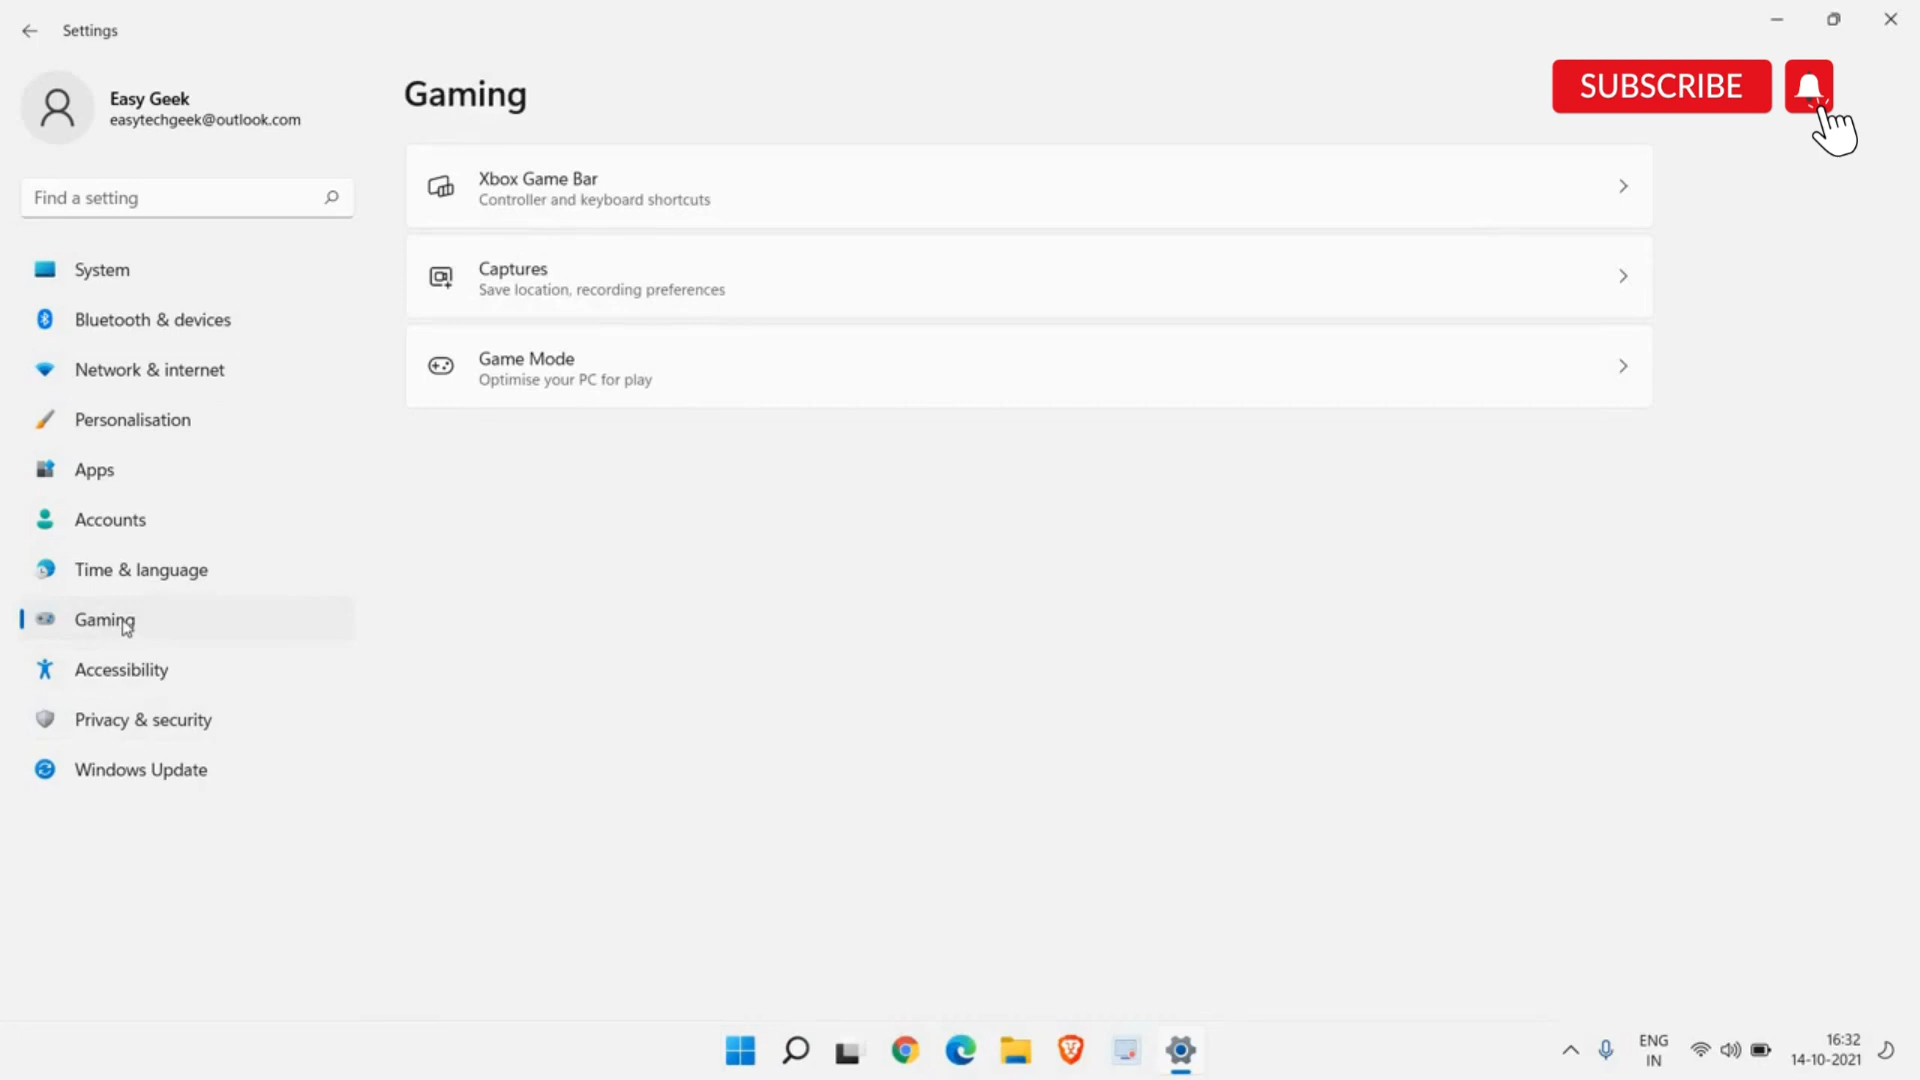 Settings
SUBSCRIBE
Easy Geek
easytechgeek@outlook.com
Find a setting
System
Bluetooth & devices
Network & internet
Personalisation
Apps
Accounts
Time & language
Gaming
Accessibility
Privacy & security
Windows Update
Gaming
Xbox Game Bar
Controller and keyboard shortcuts
Captures
Save location, recording preferences
Game Mode
Optimise your PC for play
ENG
IN
16:32
14-10-2021